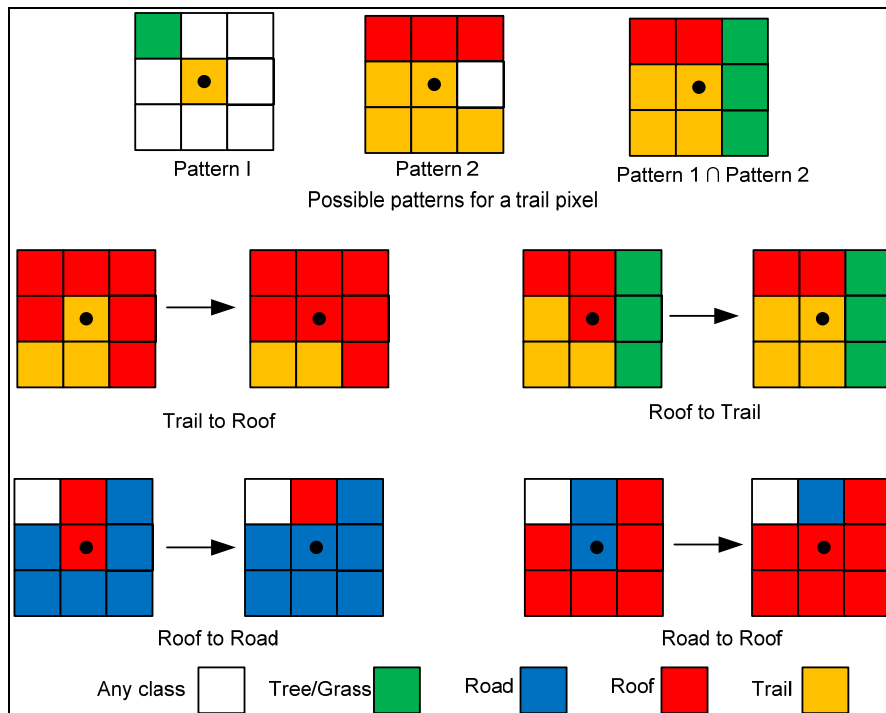 Pattern I
Pattern 2
Pattern 1 ∩ Pattern 2
Possible patterns for a trail pixel
Trail to Roof
Roof to Trail
Roof to Road
Road to Roof
Any class Tree/Grass Road Roof Trail